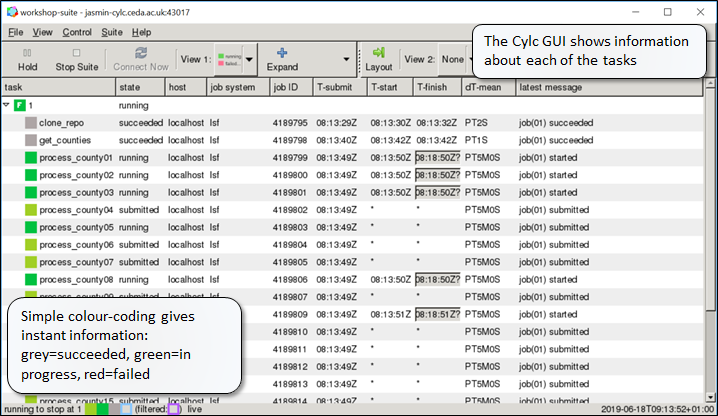 workshop-suite - jasmin-cylc.ceda.ac.uk:43017
File View Control Suite Help
Hold Stop Suite Connect Now View 1: running failed Expand Layout View 2: None
The Cylc GUI shows information
about each of the tasks
task state host job system job ID T-submit T-start T-finish dT-mean latest message
1 running
clone_repo succeeded localhost lsf 4189795 08:13:29Z 08:13:30Z 08:13:32Z PT2S job(01) succeeded
get_counties succeeded localhost lsf 4189798 08:13:40Z 08:13:42Z 08:13:42Z PT1S job(01) succeeded
process_county01 running localhost lsf 4189799 08:13:49Z 08:13:50Z 08:18:50Z? PT5M0S job(01) started
process_county02 running localhost lsf 4189800 08:13:49Z 08:13:50Z 08:18:50Z? PT5M0S job(01) started
process_county03 running localhost lsf 4189801 08:13:49Z 08:13:50Z 08:18:50Z? PT5M0S job(01) started
process_county04 submitted localhost lsf 4189802 08:13:49Z * * PT5M0S job(01) submitted
process_county05 running localhost lsf 4189803 08:13:49Z * * PT5M0S job(01) submitted
process_county06 submitted localhost lsf 4189804 08:13:49Z * * PT5M0S job(01) submitted
process_county07 submitted localhost lsf 4189805 08:13:49Z * * PT5M0S job(01) submitted
process_county08 running localhost lsf 4189806 08:13:49Z 08:13:50Z 08:18:50Z? PT5M0S job(01) started
process_county09 submitted localhost lsf 4189807 08:13:49Z * * PT5M0S job(01) submitted
4189809 08:13:49Z 08:13:51Z 08:18:51Z? PT5M0S job(01) started
4189810 08:13:49Z * * PT5M0S job(01) submitted
4189811 08:13:49Z * * PT5M0S job(01) submitted
4189812 08:13:49Z * * PT5M0S job(01) submitted
4189813 08:13:49Z * * PT5M0S job(01) submitted
process_county15 submitted localhost lsf 4189814 08:13:49Z * * PT5M0S job(01) submitted
Simple colour-coding gives
instant information:
grey=succeeded, green=in
progress, red=failed
running to stop at 1 (filtered: ) live 2019-06-18T09:13:52+01:00